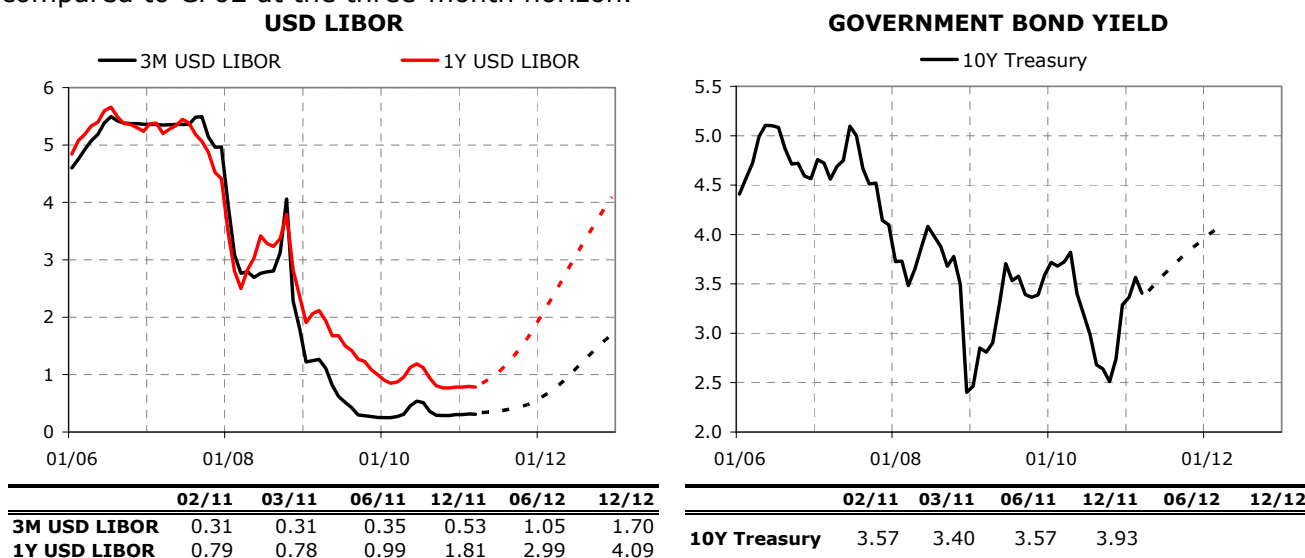 compared to CF02 at the three-month horizon.
USD LIBOR
3M USD LIBOR 1Y USD LIBOR
6
5
4
3
2
1
0
01/06 01/08 01/10 01/12
02/11 03/11 06/11 12/11 06/12 12/12
3M USD LIBOR 0.31 0.31 0.35 0.53 1.05 1.70
1Y USD LIBOR 0.79 0.78 0.99 1.81 2.99 4.09
GOVERNMENT BOND YIELD
10Y Treasury
5.5
5.0
4.5
4.0
3.5
3.0
2.5
2.0
01/06 01/08 01/10 01/12
02/11 03/11 06/11 12/11 06/12 12/12
10Y Treasury 3.57 3.40 3.57 3.93